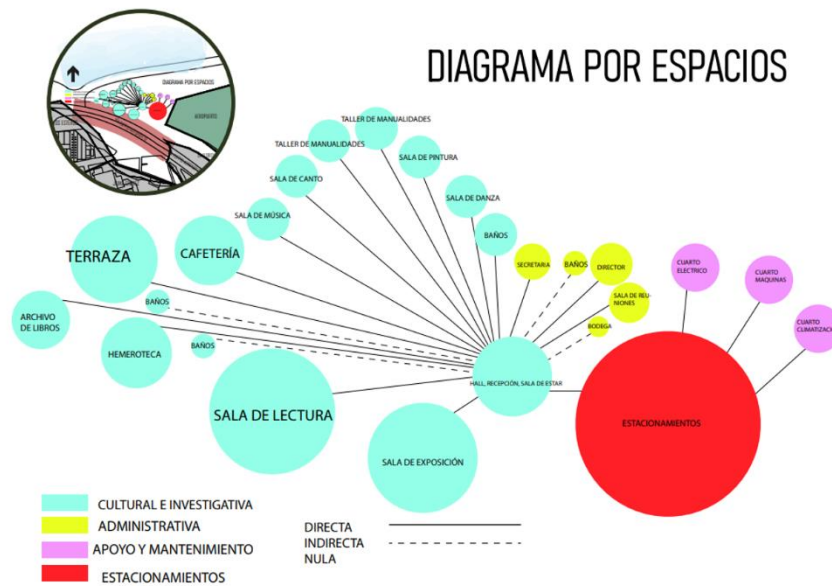 DIAGRAMA POR ESPACIOS
DIAGRAMA POR ESPACIOS
TALLER DE MANUALIDADES
TALLER DE MANUALIDADES
SALA DE PINTURA
SALA DE CANTO
SALA DE DANZA
SALA DE MÚSICA
BAÑOS
TERRAZA
CAFETERÍA
SECRETARIA
BAÑOS
DIRECTOR
CUARTO
ELECTRICO
CUARTO
MAQUINAS
SALA DE REU-
NIONES
BAÑOS
ARCHIVO
DE LIBROS
BODEGA
CUARTO
CLIMATIZACI
HEMEROTECA
BAÑOS
HALL, RECEPCIÓN, SALA DE ESTAR
SALA DE LECTURA
ESTACIONAMIENTOS
SALA DE EXPOSICIÓN
CULTURAL E INVESTIGATIVA
ADMINISTRATIVA
APOYO Y MANTENIMIENTO
ESTACIONAMIENTOS
DIRECTA
INDIRECTA
NULA